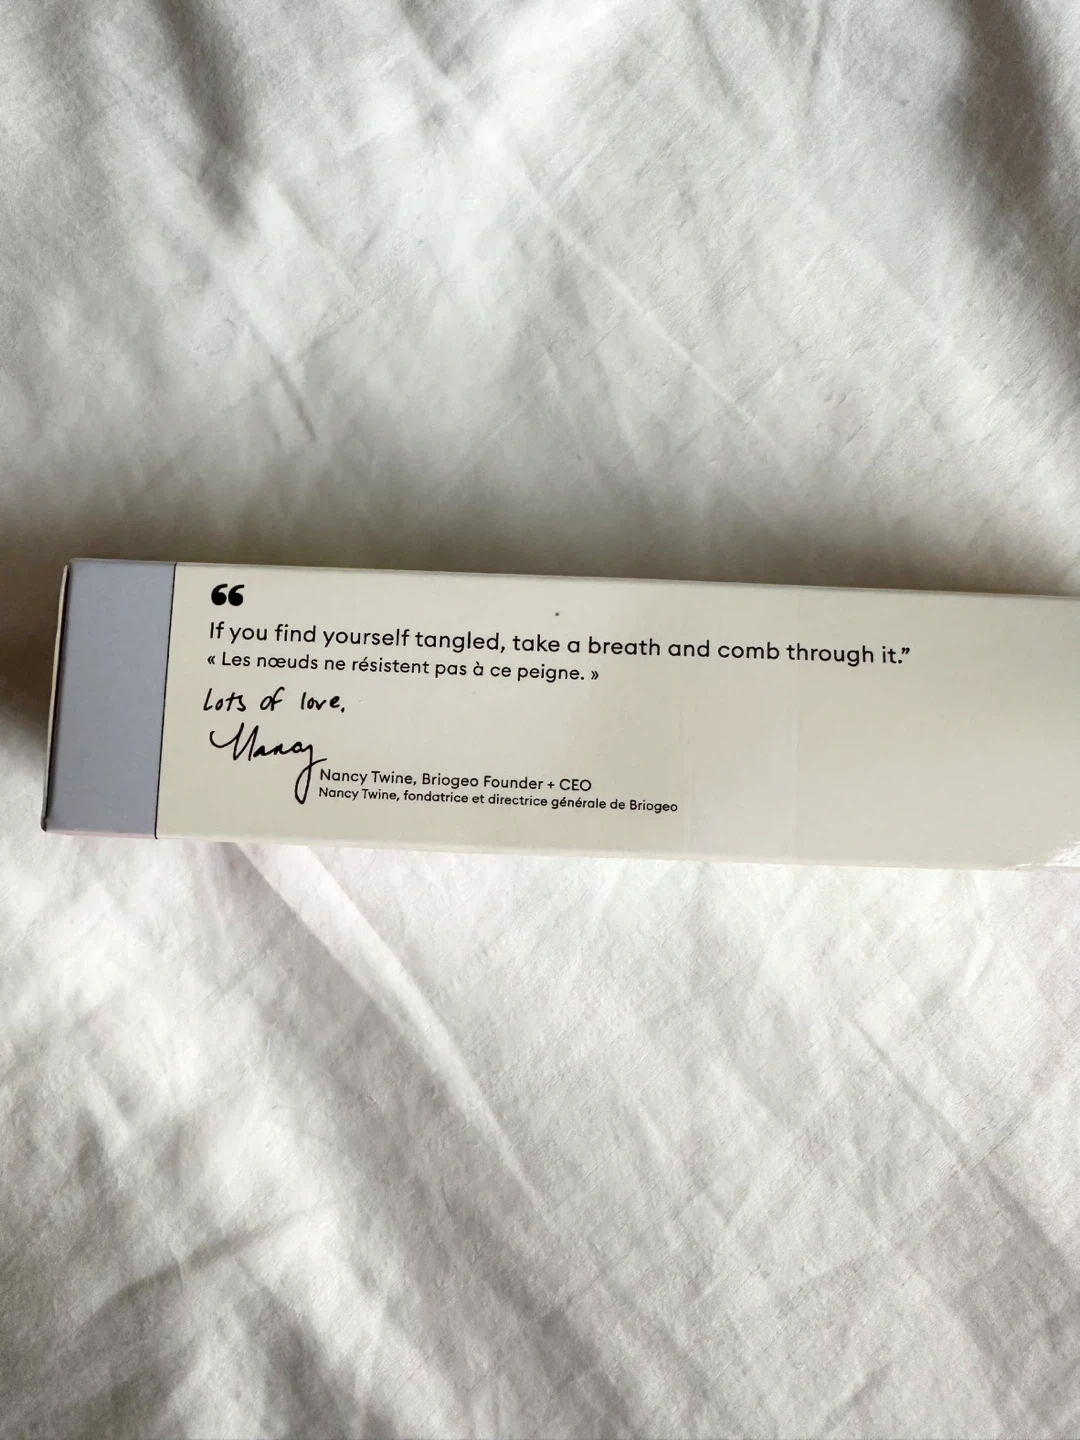 “
If you find yourself tangled, take a breath and comb through it.”
« Les nœuds ne résistent pas à ce peigne. »
Lots of love,
Nancy
Nancy Twine, Briogeo Founder + CEO
Nancy Twine, fondatrice et directrice générale de Briogeo